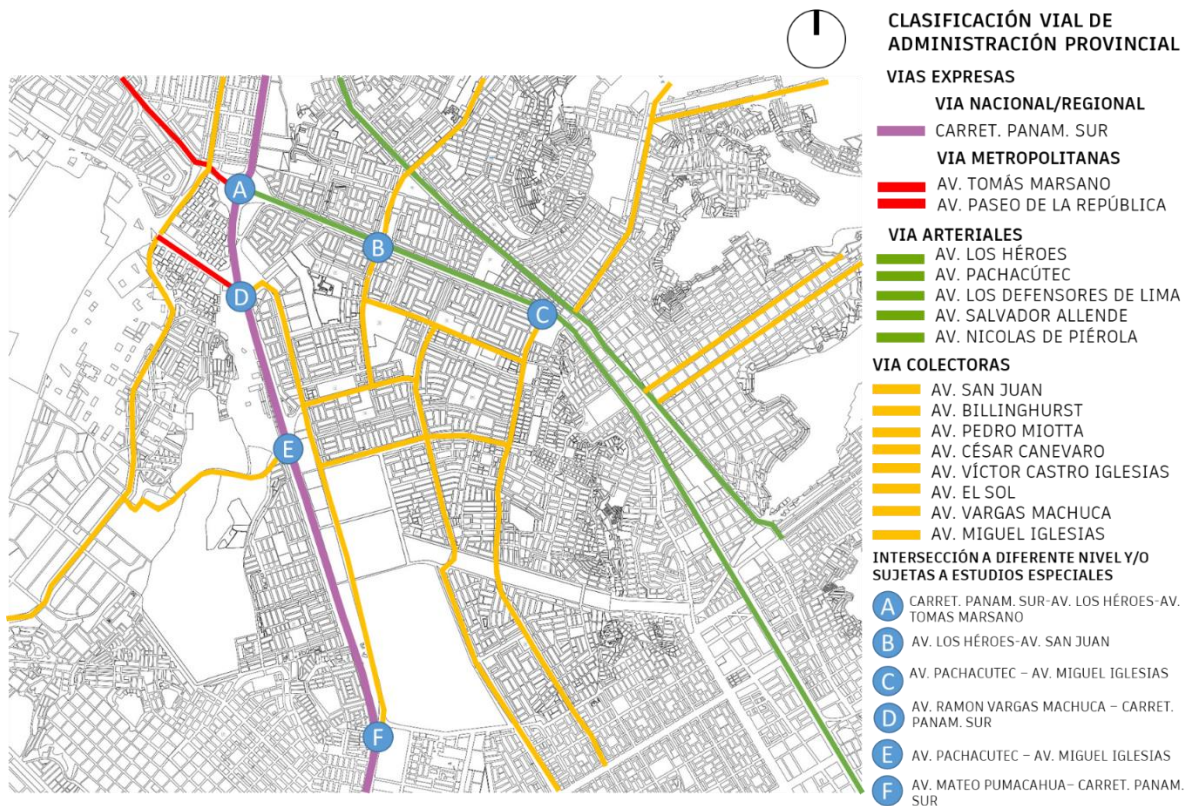 CLASIFICACIÓN VIAL DE
ADMINISTRACIÓN PROVINCIAL
VIAS EXPRESAS
VIA NACIONAL/REGIONAL
CARRET. PANAM. SUR
VIA METROPOLITANAS
AV. TOMÁS MARSANO
AV. PASEO DE LA REPÚBLICA
VIA ARTERIALES
AV. LOS HÉROES
AV. PACHACÚTEC
AV. LOS DEFENSORES DE LIMA
AV. SALVADOR ALLENDE
AV. NICOLAS DE PIÉROLA
VIA COLECTORAS
AV. SAN JUAN
AV. BILLINGHURST
AV. PEDRO MIOTTA
AV. CÉSAR CANEVARO
AV. VÍCTOR CASTRO IGLESIAS
AV. EL SOL
AV. VARGAS MACHUCA
AV. MIGUEL IGLESIAS
INTERSECCIÓN A DIFERENTE NIVEL Y/O
SUJETAS A ESTUDIOS ESPECIALES
A CARRET. PANAM. SUR-AV. LOS HÉROES-AV.
TOMAS MARSANO
B AV. LOS HÉROES-AV. SAN JUAN
C AV. PACHACUTEC – AV. MIGUEL IGLESIAS
D AV. RAMON VARGAS MACHUCA – CARRET.
PANAM. SUR
E AV. PACHACUTEC – AV. MIGUEL IGLESIAS
F AV. MATEO PUMACAHUA– CARRET. PANAM.
SUR
A
B
D
C
E
F